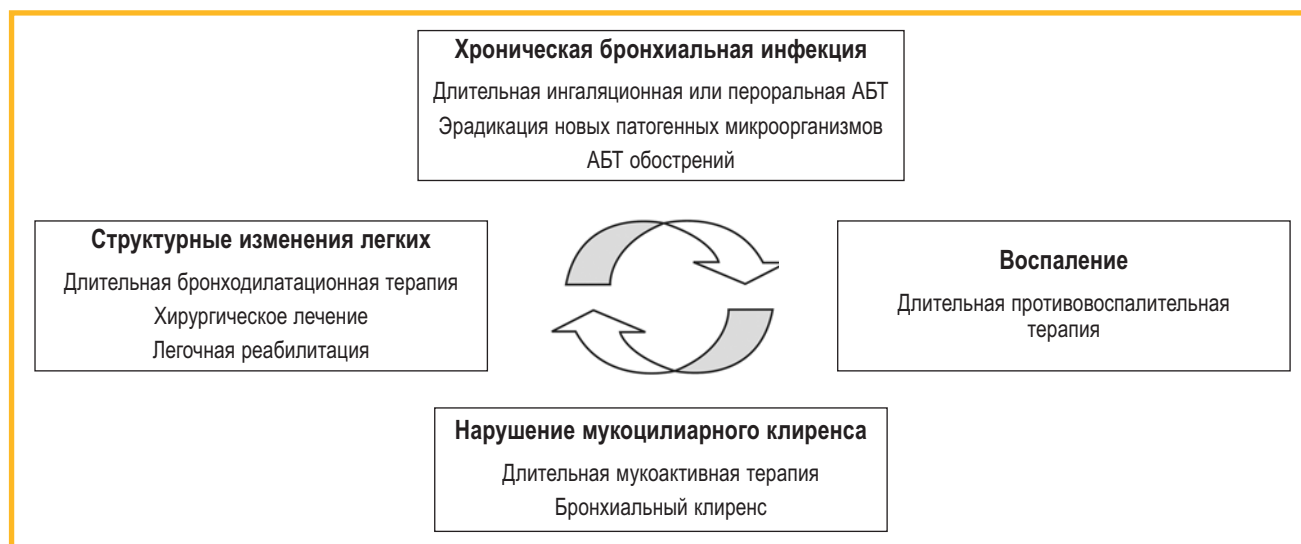 Хроническая бронхиальная инфекция
Длительная ингаляционная или пероральная АБТ
Эрадикация новых патогенных микроорганизмов
АБТ обострений
Структурные изменения легких
Длительная бронходилатационная терапия
Хирургическое лечение
Легочная реабилитация
Воспаление
Длительная противовоспалительная
терапия
Нарушение мукоцилиарного клиренса
Длительная мукоактивная терапия
Бронхиальный клиренс